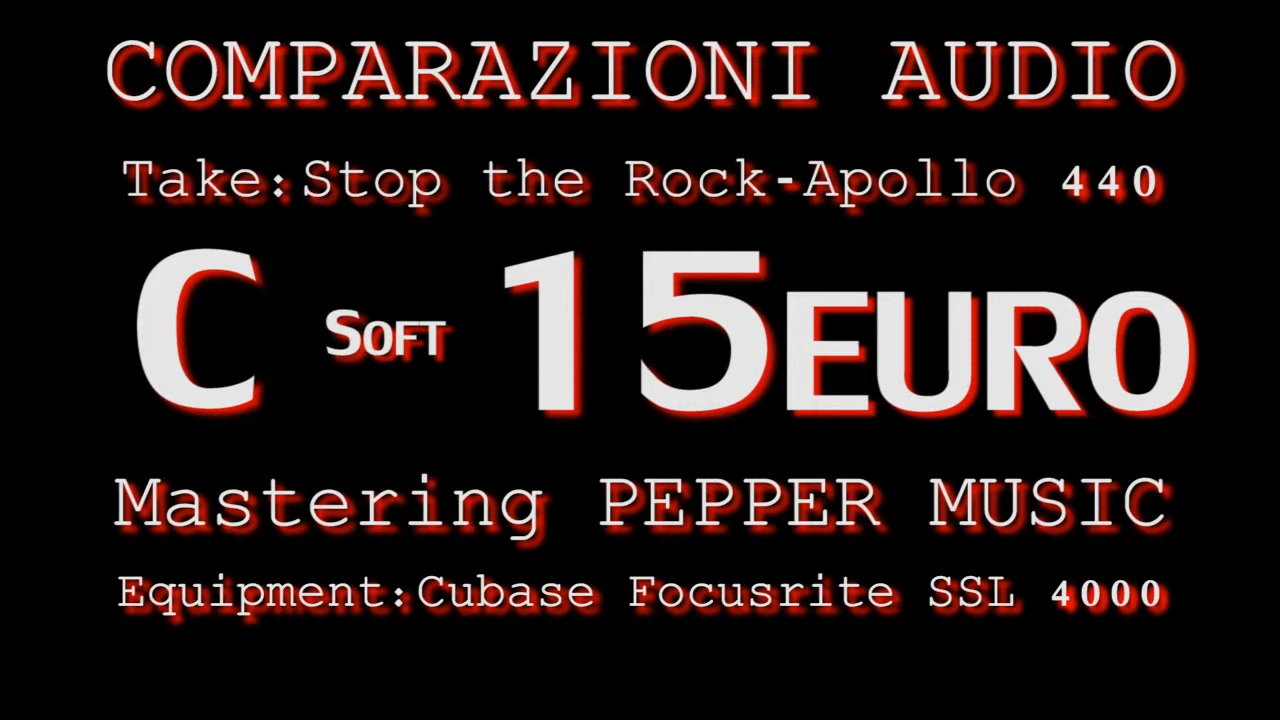 COMPARAZIONI AUDIO
Take:Stop the Rock-Apollo 440
C SOFT 15EURO
Mastering PEPPER MUSIC
Equipment:Cubase Focusrite SSL 4000